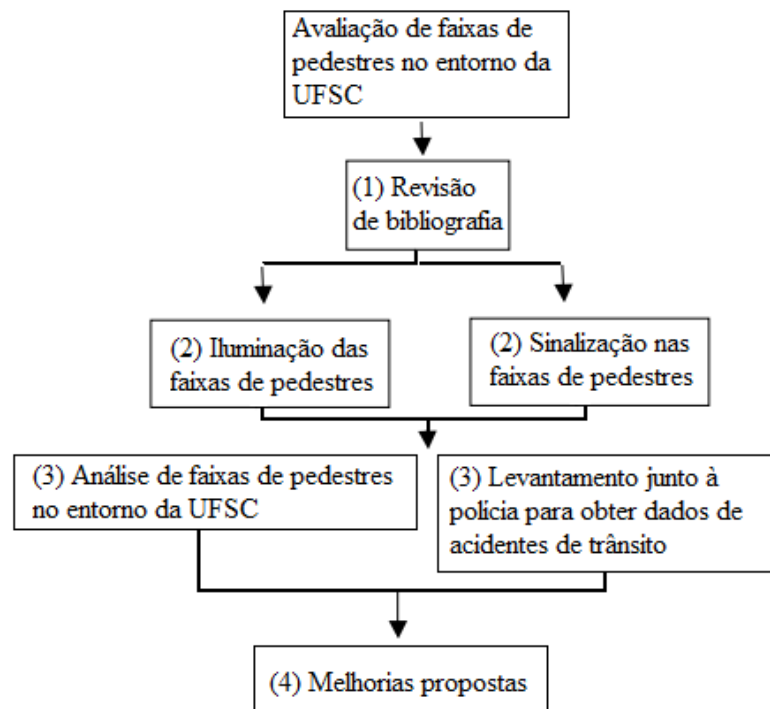 Avaliação de faixas de
pedestres no entorno da
UFSC
(1) Revisão
de bibliografia
(2) Iluminação das
faixas de pedestres
(2) Sinalização nas
faixas de pedestres
(3) Análise de faixas de pedestres
no entorno da UFSC
(3) Levantamento junto à
polícia para obter dados de
acidentes de trânsito
(4) Melhorias propostas